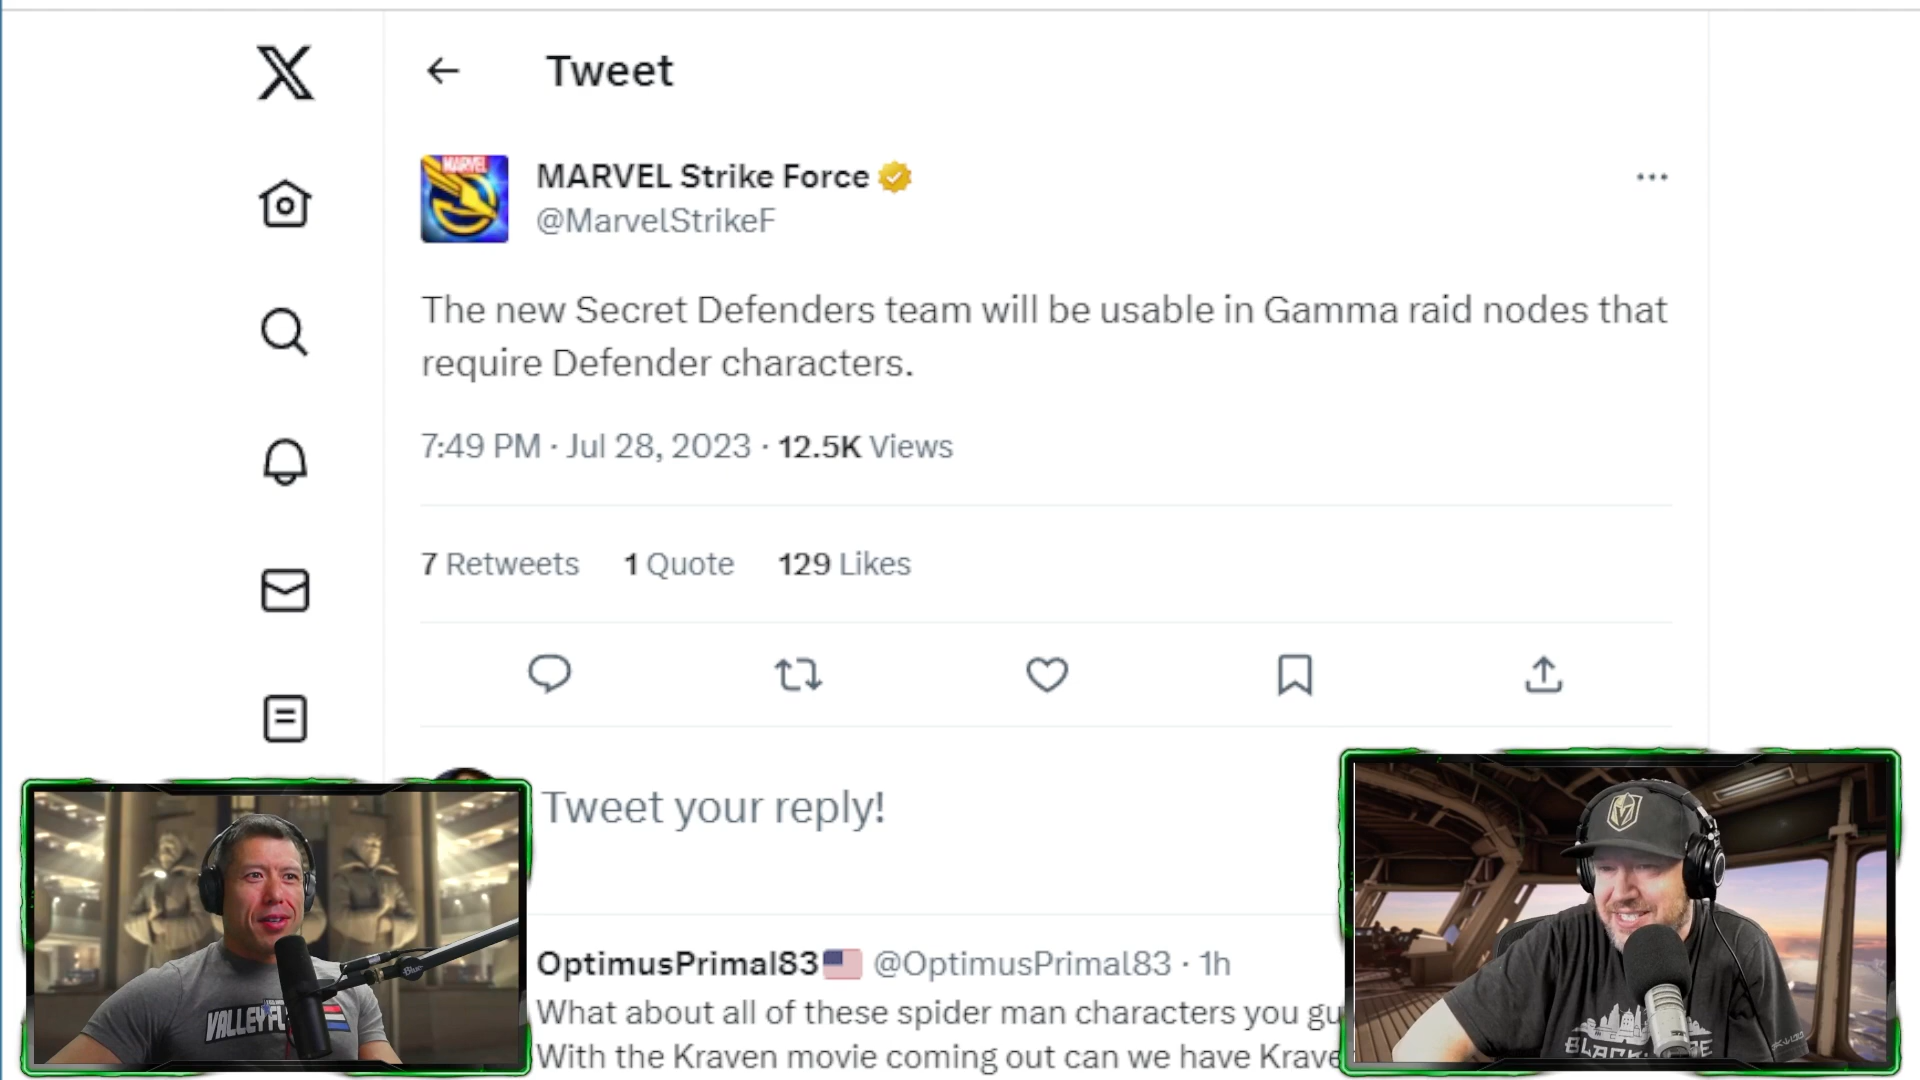 Tweet
MARVEL
MARVEL Strike Force
@MarvelStrikeF
The new Secret Defenders team will be usable in Gamma raid nodes that
require Defender characters.
7:49 PM · Jul 28, 2023 · 12.5K Views
7 Retweets 1 Quote 129 Likes
Tweet your reply!
OptimusPrimal83🇺🇸 @OptimusPrimal83 · 1h
What about all of these spider man characters you gu
With the Kraven movie coming out can we have Krave
Blue